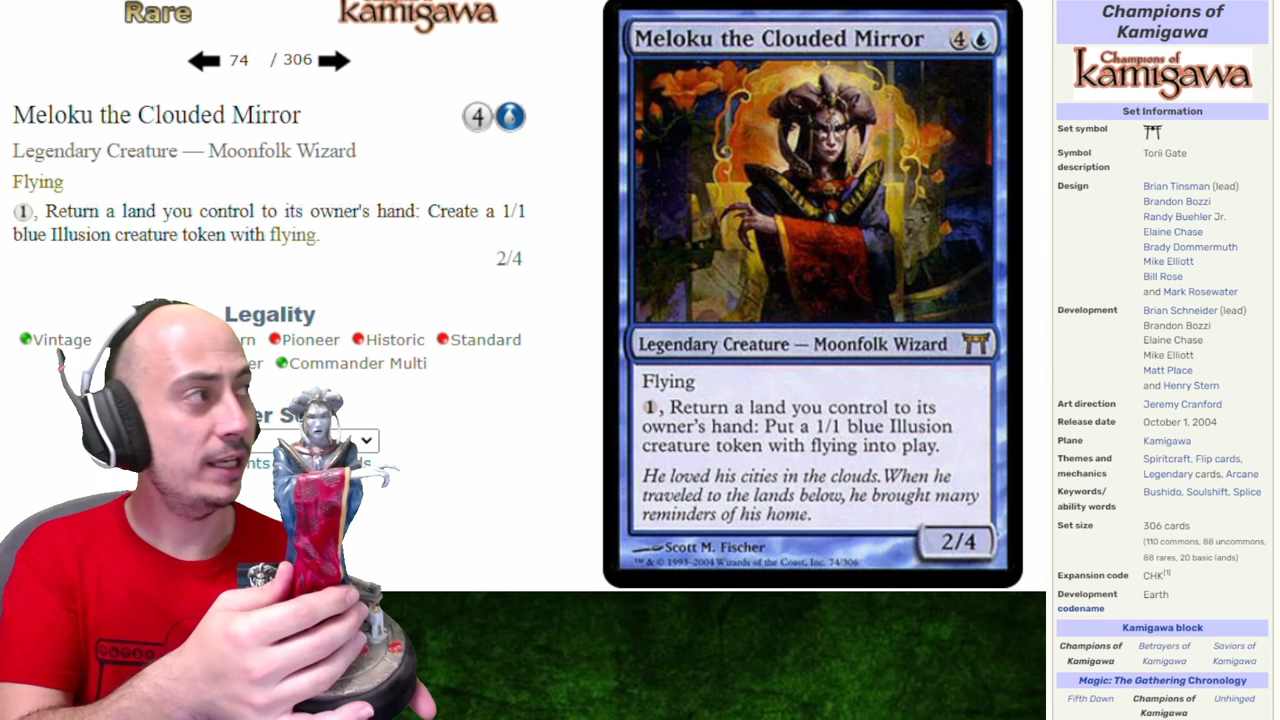 Rare
kamigawa
74 / 306
Meloku the Clouded Mirror
4
Legendary Creature — Moonfolk Wizard
Flying
1, Return a land you control to its owner's hand: Create a 1/1
blue Illusion creature token with flying.
2/4
Legality
Vintage
Pioneer
Historic
Standard
Commander Multi
Meloku the Clouded Mirror
4
Legendary Creature — Moonfolk Wizard
Flying
1, Return a land you control to its
owner's hand: Put a 1/1 blue Illusion
creature token with flying into play.
He loved his cities in the clouds. When he
traveled to the lands below, he brought many
reminders of his home.
2/4
Scott M. Fischer
™ & © 1993–2004 Wizards of the Coast, Inc. 74/306
Champions of
Kamigawa
Champions of
kamigawa
Set Information
Set symbol
Symbol description Torii Gate
Design Brian Tinsman (lead)
Brandon Bozzi
Randy Buehler Jr.
Elaine Chase
Brady Dommermuth
Mike Elliott
Bill Rose
and Mark Rosewater
Development Brian Schneider (lead)
Brandon Bozzi
Elaine Chase
Mike Elliott
Matt Place
and Henry Stern
Art direction Jeremy Cranford
Release date October 1, 2004
Plane Kamigawa
Themes and mechanics Spiritcraft, Flip cards,
Legendary cards, Arcane
Keywords/ability words Bushido, Soulshift, Splice
Set size 306 cards
(110 commons, 88 uncommons,
88 rares, 20 basic lands)
Expansion code CHK[1]
Development codename Earth
Kamigawa block
Champions of Kamigawa
Betrayers of Kamigawa
Saviors of Kamigawa
Magic: The Gathering Chronology
Fifth Dawn
Champions of Kamigawa
Unhinged